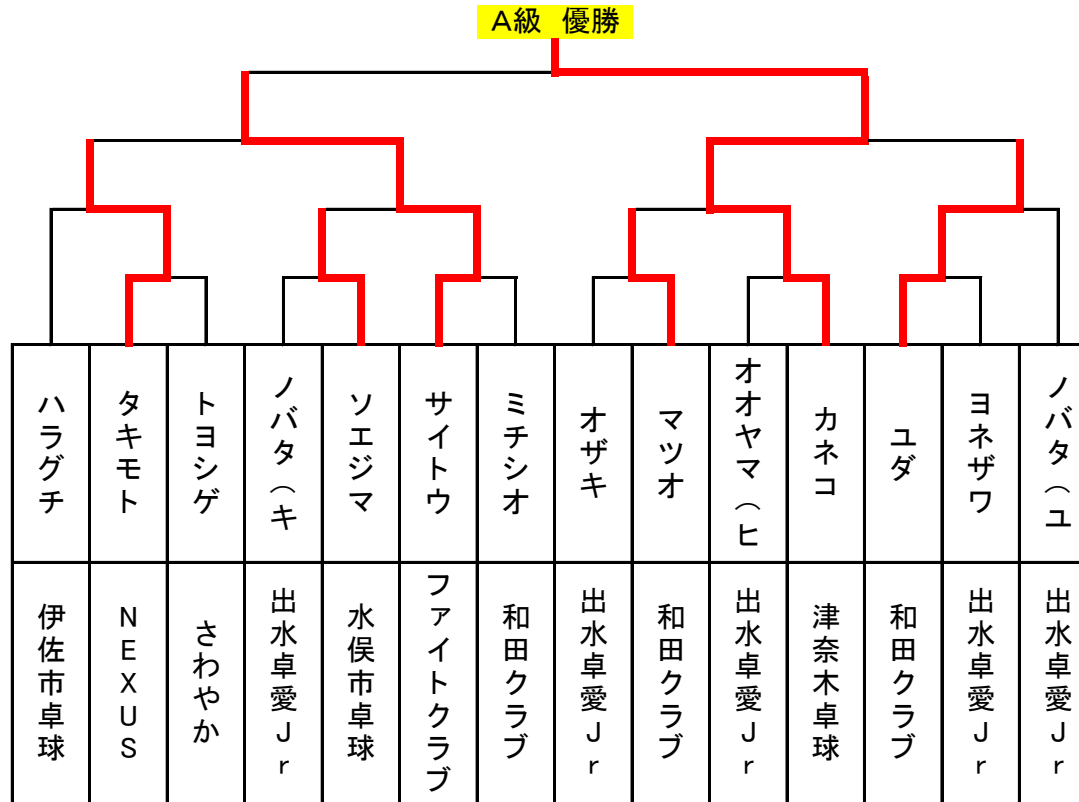 A級 優勝
ハラグチ
タキモト
トヨシゲ
ノバタ（キ
ソエジマ
サイトウ
ミチシオ
オザキ
マツオ
オオヤマ（ヒ
カネコ
ユダ
ヨネザワ
ノバタ（ユ
伊佐市卓球
NEXUS
さわやか
出水卓愛Jr
水俣市卓球
ファイトクラブ
和田クラブ
出水卓愛Jr
和田クラブ
出水卓愛Jr
津奈木卓球
和田クラブ
出水卓愛Jr
出水卓愛Jr